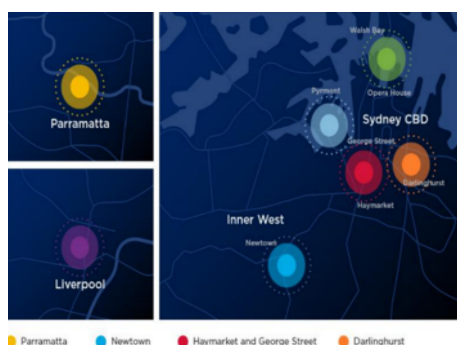 Parramatta
Liverpool
Walsh Bay
Opera House
Pyrmont
Sydney CBD
George Street
Darlinghurst
Haymarket
Inner West
Newtown
Parramatta
Newtown
Haymarket and George Street
Darlinghurst